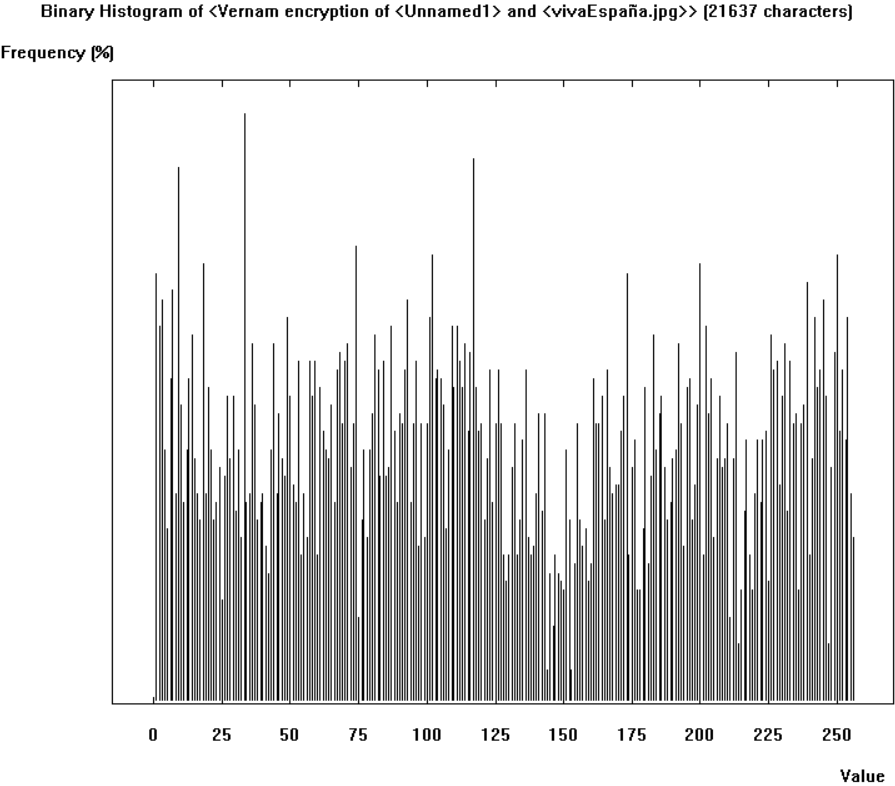 Binary Histogram of <Vernam encryption of <Unnamed1> and <vivaEspaña.jpg>> (21637 characters)
Frequency (%)
0 25 50 75 100 125 150 175 200 225 250
Value